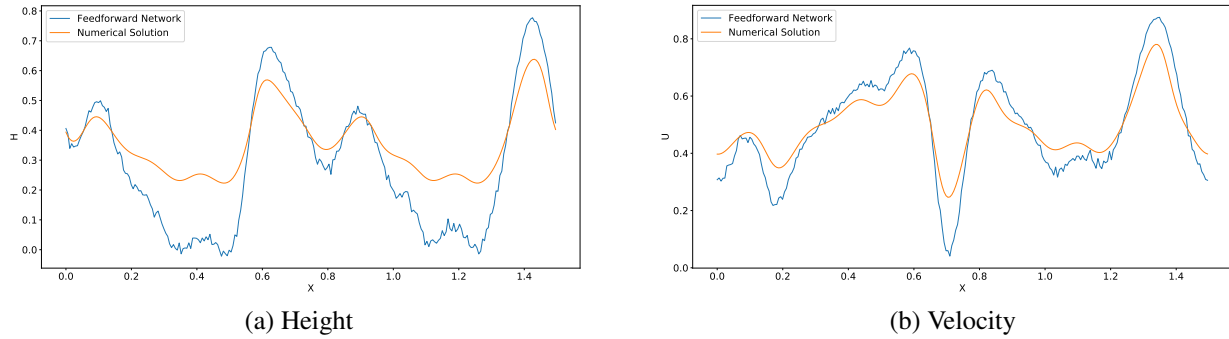 Feedforward Network
Numerical Solution
0.8
0.7
0.6
0.5
0.4
0.3
0.2
0.1
0.0
H
0.0 0.2 0.4 0.6 0.8 1.0 1.2 1.4
X
(a) Height
Feedforward Network
Numerical Solution
0.8
0.6
0.4
0.2
0.0
U
0.0 0.2 0.4 0.6 0.8 1.0 1.2 1.4
X
(b) Velocity